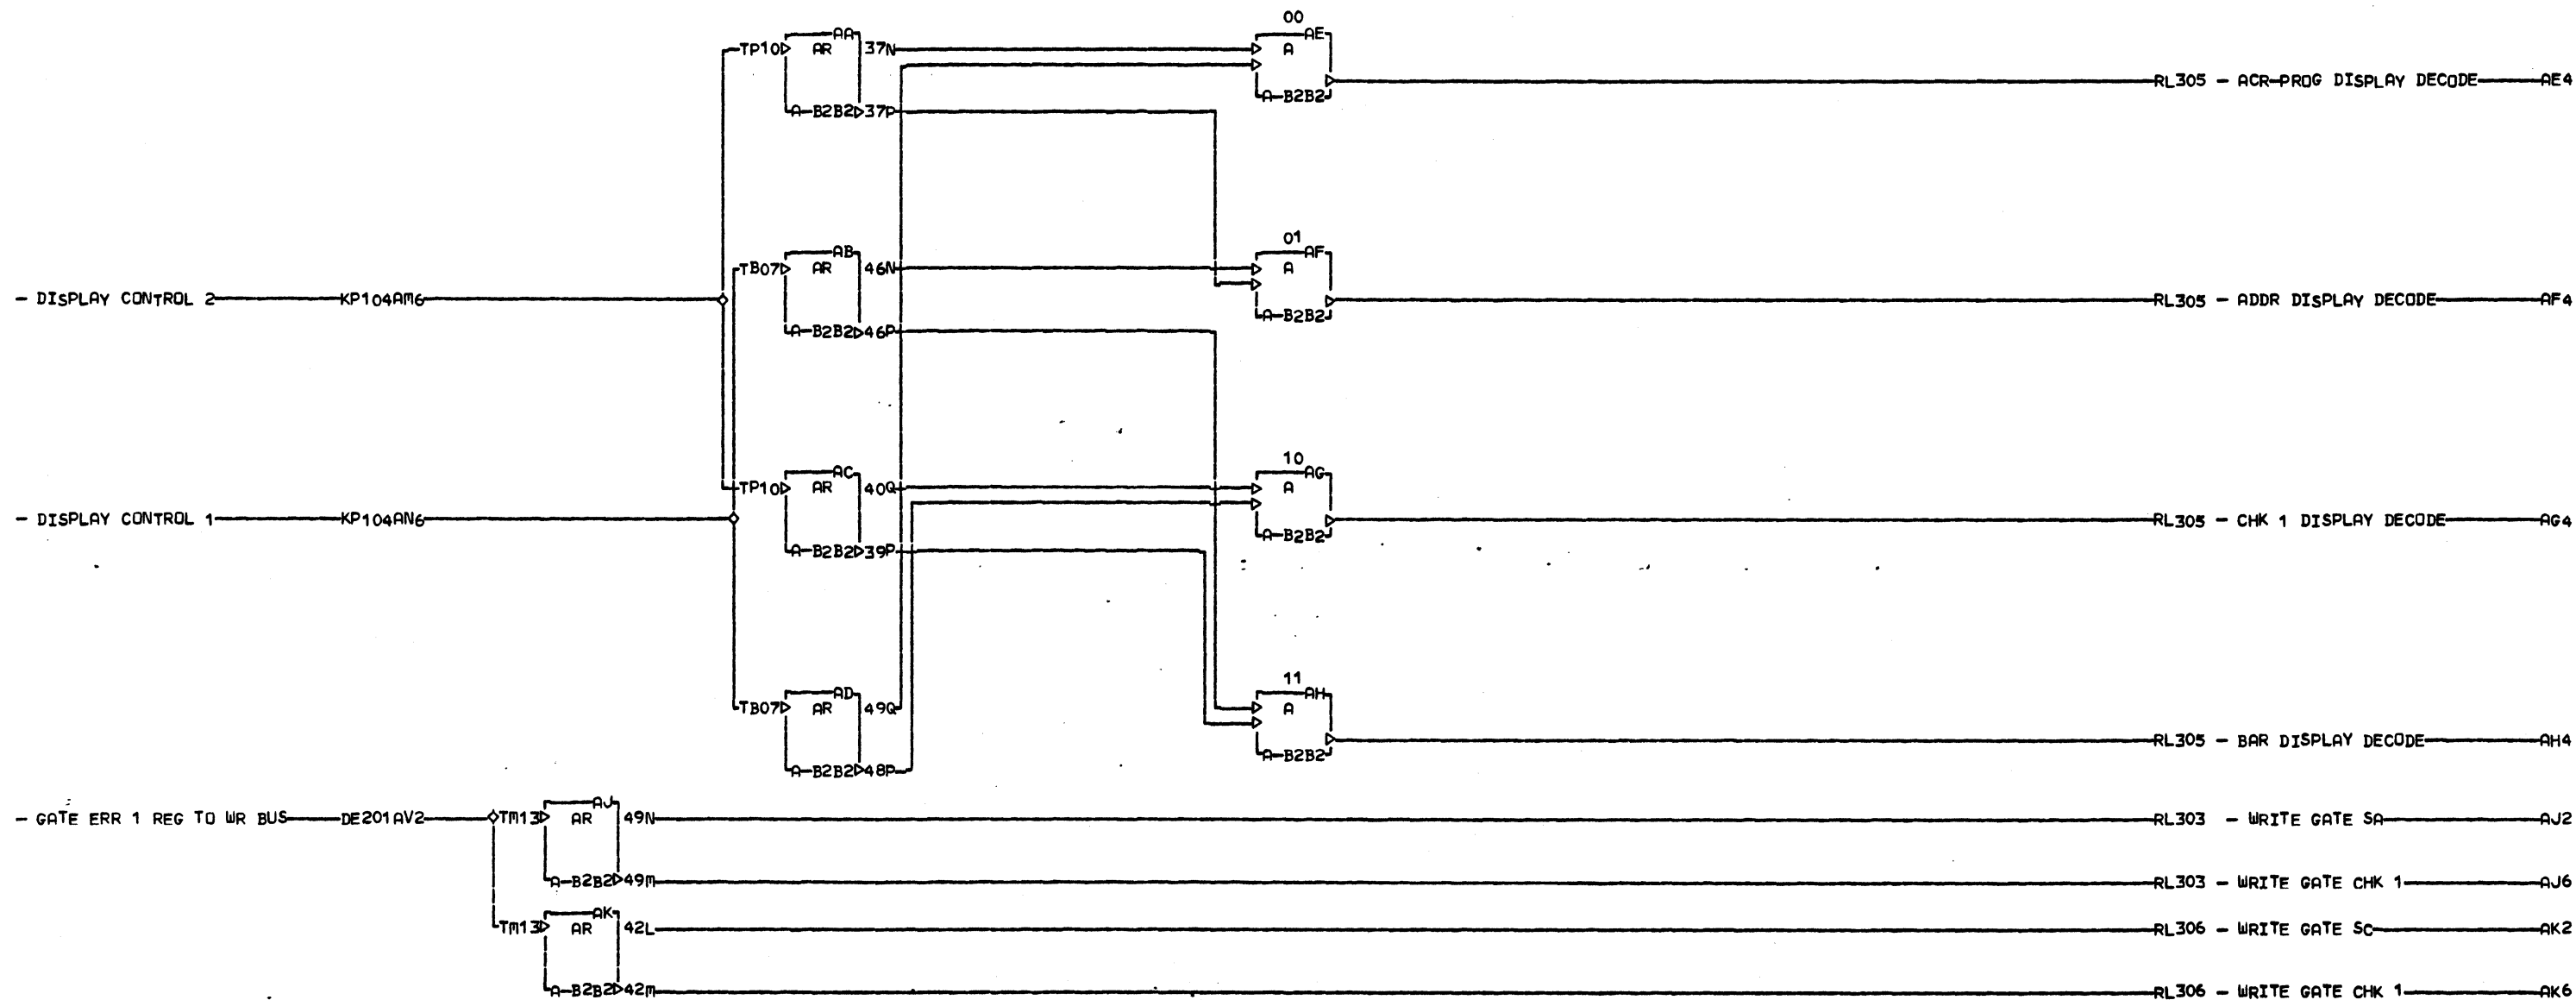 00
AA AE
TP10 AR 37N A
RL305 - ACR-PROG DISPLAY DECODE AE4
A-B2B2 37P A-B2B2
01
AB AF
TB07 AR 46N A
- DISPLAY CONTROL 2 KP104AM6 RL305 - ADDR DISPLAY DECODE AF4
A-B2B2 46P A-B2B2
10
AC AG
TP10 AR 40Q A
- DISPLAY CONTROL 1 KP104AN6 RL305 - CHK 1 DISPLAY DECODE AG4
A-B2B2 39P A-B2B2
11
AD AH
TB07 AR 49Q A
RL305 - BAR DISPLAY DECODE AH4
A-B2B2 48P A-B2B2
AJ
- GATE ERR 1 REG TO WR BUS DE201AV2 TM13 AR 49N RL303 - WRITE GATE SA AJ2
A-B2B2 49M RL303 - WRITE GATE CHK 1 AJ6
AK
TM13 AR 42L RL306 - WRITE GATE SC AK2
A-B2B2 42M RL306 - WRITE GATE CHK 1 AK6